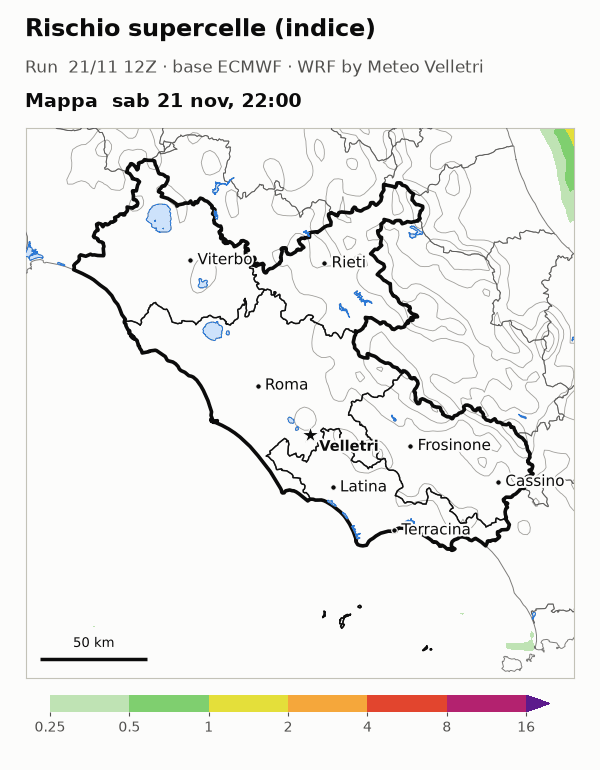 Rischio supercelle (indice)
Run  21/11 12Z · base ECMWF · WRF by Meteo Velletri
Mappa  sab 21 nov, 22:00
Viterbo
Rieti
Roma
Velletri
Frosinone
Cassino
Latina
Terracina
50 km
0.25 0.5 1 2 4 8 16